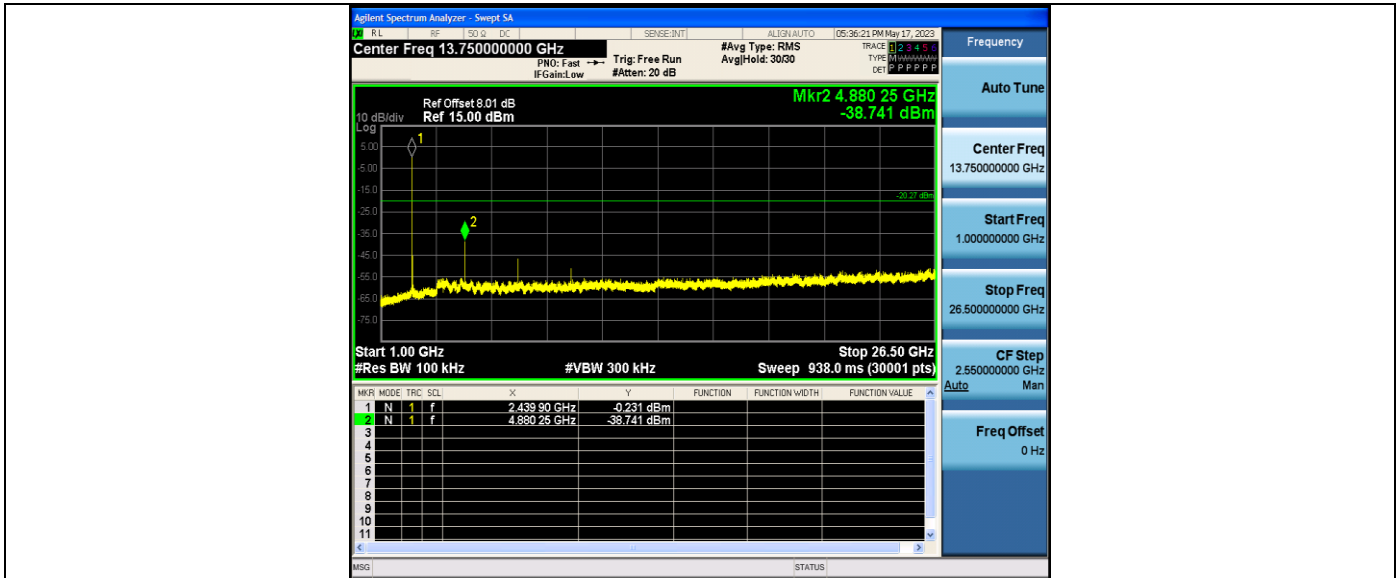 Agilent Spectrum Analyzer - Swept SA
RL RF 50 Ω DC SENSE:INT ALIGNAUTO 05:36:21 PM May 17, 2023
Center Freq 13.750000000 GHz
PNO: Fast
IFGain:Low
Trig: Free Run
#Atten: 20 dB
#Avg Type: RMS
Avg|Hold: 30/30
TRACE 1 2 3 4 5 6
TYPE M
DET P P P P P P
Mkr2 4.880 25 GHz
-38.741 dBm
Ref Offset 8.01 dB
10 dB/div Ref 15.00 dBm
Log
5.00
-5.00
-15.0
-25.0
-35.0
-45.0
-55.0
-65.0
-75.0
1
2
-20.27 dBm
Start 1.00 GHz Stop 26.50 GHz
#Res BW 100 kHz #VBW 300 kHz Sweep 938.0 ms (30001 pts)
MKR MODE TRC SCL X Y FUNCTION FUNCTION WIDTH FUNCTION VALUE
1 N 1 f 2.439 90 GHz -0.231 dBm
2 N 1 f 4.880 25 GHz -38.741 dBm
3
4
5
6
7
8
9
10
11
MSG STATUS
Frequency
Auto Tune
Center Freq
13.750000000 GHz
Start Freq
1.000000000 GHz
Stop Freq
26.500000000 GHz
CF Step
2.550000000 GHz
Auto Man
Freq Offset
0 Hz